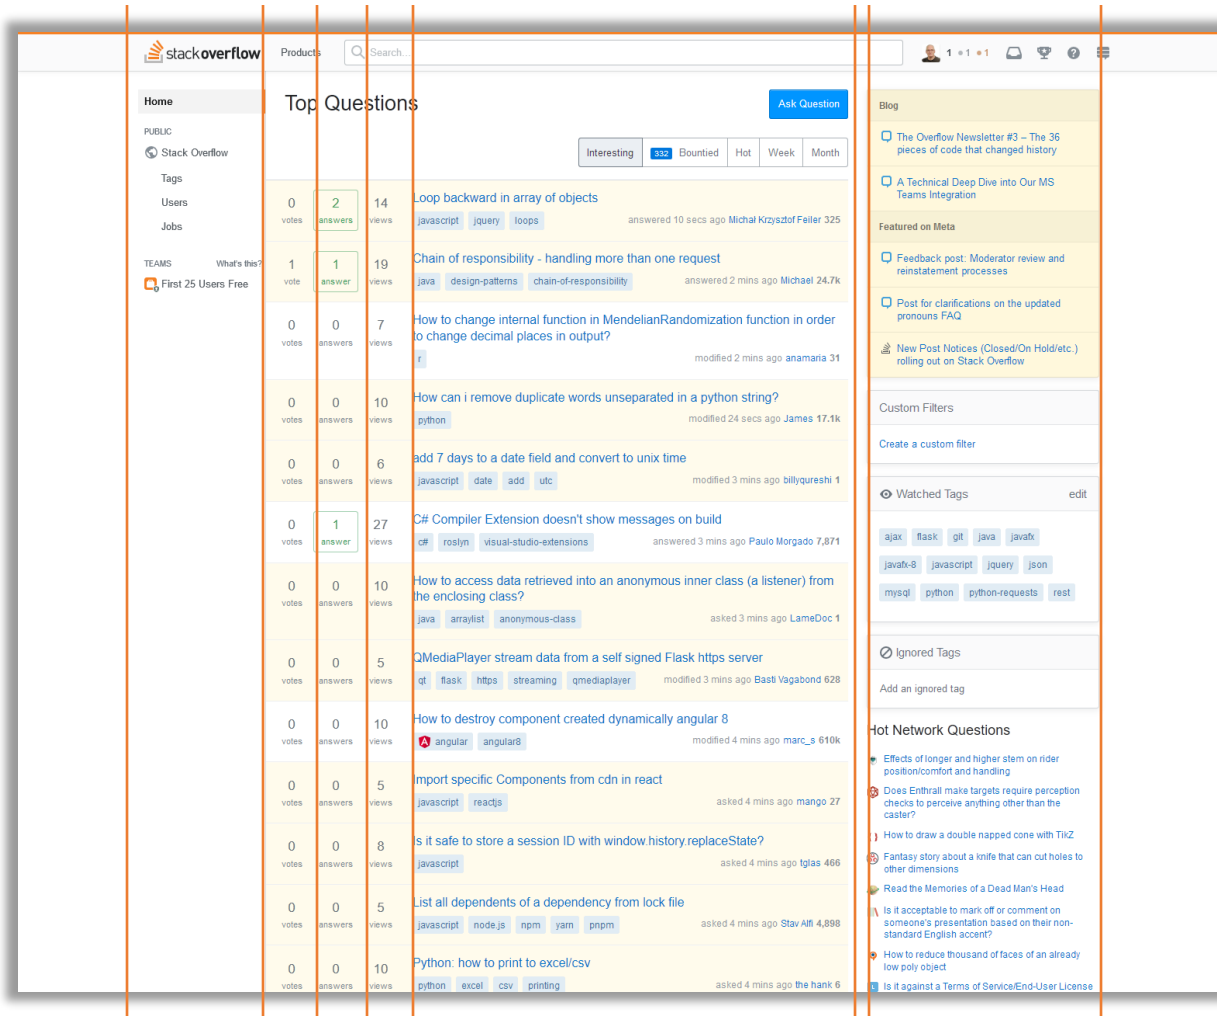 stackoverflow
Products
Search...
1 1 1
Home
PUBLIC
Stack Overflow
Tags
Users
Jobs
TEAMS What's this?
First 25 Users Free
Top Questions
Ask Question
Interesting 332 Bountied Hot Week Month
0 votes 2 answers 14 views
Loop backward in array of objects
javascript jquery loops
answered 10 secs ago Michał Krzysztof Feiler 325
1 vote 1 answer 19 views
Chain of responsibility - handling more than one request
java design-patterns chain-of-responsibility
answered 2 mins ago Michael 24.7k
0 votes 0 answers 7 views
How to change internal function in MendelianRandomization function in order
to change decimal places in output?
r
modified 2 mins ago anamaria 31
0 votes 0 answers 10 views
How can i remove duplicate words unseparated in a python string?
python
modified 24 secs ago James 17.1k
0 votes 0 answers 6 views
add 7 days to a date field and convert to unix time
javascript date add utc
modified 3 mins ago billyqureshi 1
0 votes 1 answer 27 views
C# Compiler Extension doesn't show messages on build
c# roslyn visual-studio-extensions
answered 3 mins ago Paulo Morgado 7,871
0 votes 0 answers 10 views
How to access data retrieved into an anonymous inner class (a listener) from
the enclosing class?
java arraylist anonymous-class
asked 3 mins ago LameDoc 1
0 votes 0 answers 5 views
QMediaPlayer stream data from a self signed Flask https server
qt flask https streaming qmediaplayer
modified 3 mins ago Basti Vagabond 628
0 votes 0 answers 10 views
How to destroy component created dynamically angular 8
angular angular8
modified 4 mins ago marc_s 610k
0 votes 0 answers 5 views
Import specific Components from cdn in react
javascript reactjs
asked 4 mins ago mango 27
0 votes 0 answers 8 views
Is it safe to store a session ID with window.history.replaceState?
javascript
asked 4 mins ago tglas 466
0 votes 0 answers 5 views
List all dependents of a dependency from lock file
javascript node.js npm yarn pnpm
asked 4 mins ago Stav Alfi 4,898
0 votes 0 answers 10 views
Python: how to print to excel/csv
python excel csv printing
asked 4 mins ago the hank 6
Blog
The Overflow Newsletter #3 – The 36
pieces of code that changed history
A Technical Deep Dive into Our MS
Teams Integration
Featured on Meta
Feedback post: Moderator review and
reinstatement processes
Post for clarifications on the updated
pronouns FAQ
New Post Notices (Closed/On Hold/etc.)
rolling out on Stack Overflow
Custom Filters
Create a custom filter
Watched Tags edit
ajax flask git java javafx
javafx-8 javascript jquery json
mysql python python-requests rest
Ignored Tags
Add an ignored tag
Hot Network Questions
Effects of longer and higher stem on rider
position/comfort and handling
Does Enthrall make targets require perception
checks to perceive anything other than the
caster?
How to draw a double napped cone with TikZ
Fantasy story about a knife that can cut holes to
other dimensions
Read the Memories of a Dead Man's Head
Is it acceptable to mark off or comment on
someone's presentation based on their non-
standard English accent?
How to reduce thousand of faces of an already
low poly object
Is it against a Terms of Service/End-User License